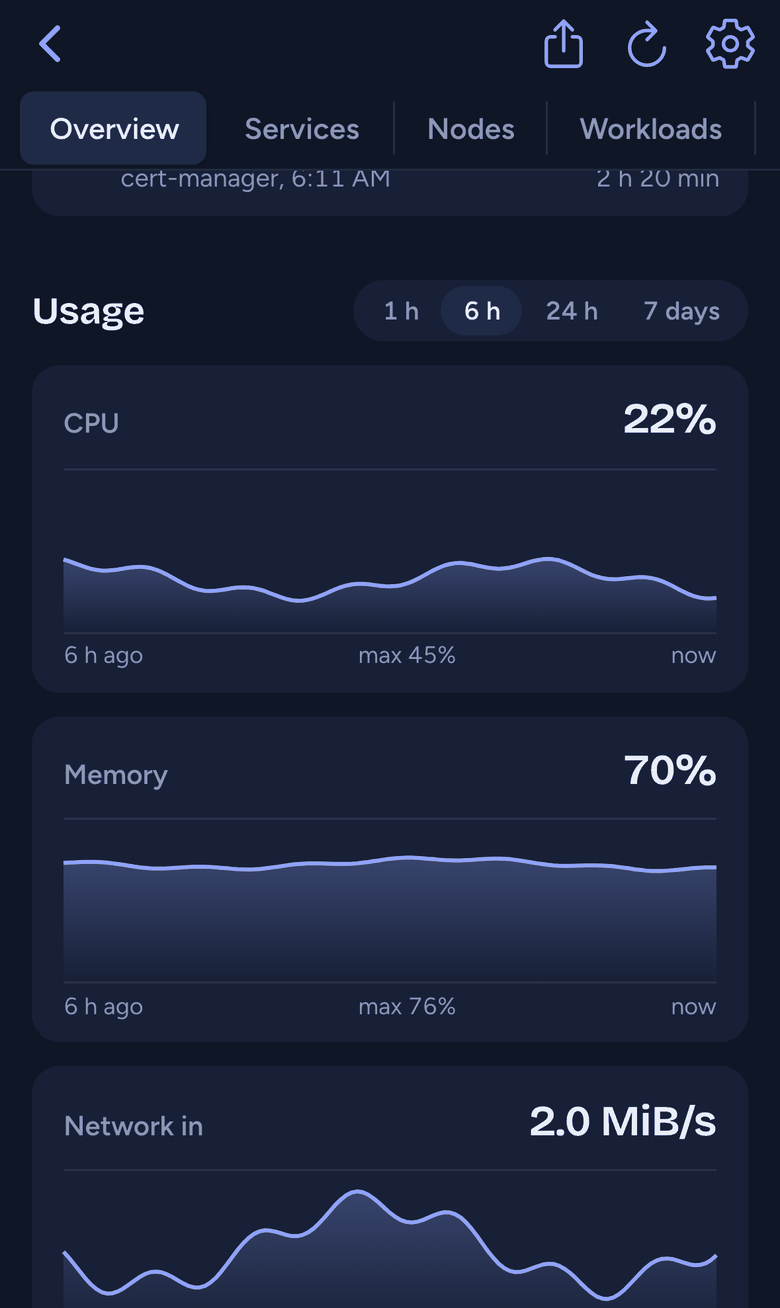 Overview Services Nodes Workloads
cert-manager, 6:11 AM 2 h 20 min
Usage 1 h 6 h 24 h 7 days
CPU 22%
6 h ago max 45% now
Memory 70%
6 h ago max 76% now
Network in 2.0 MiB/s